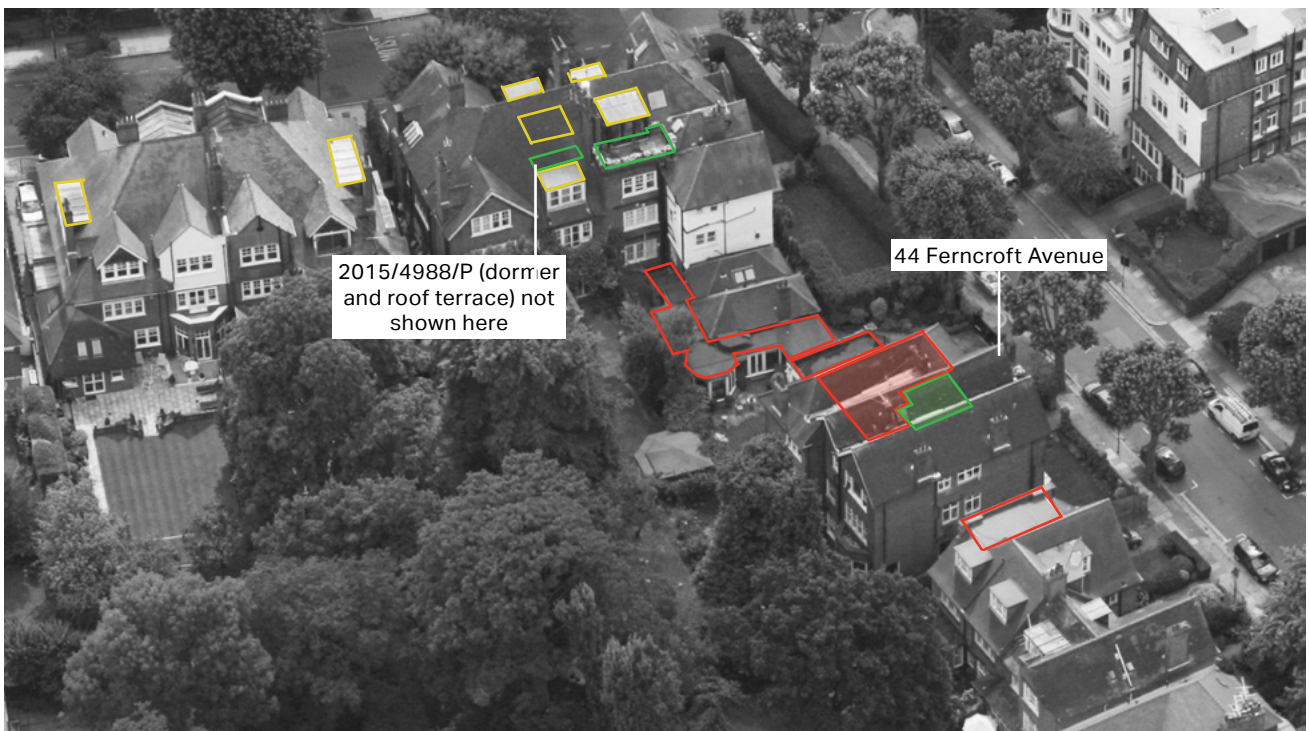 2015/4988/P (dormer
and roof terrace) not
shown here
44 Ferncroft Avenue